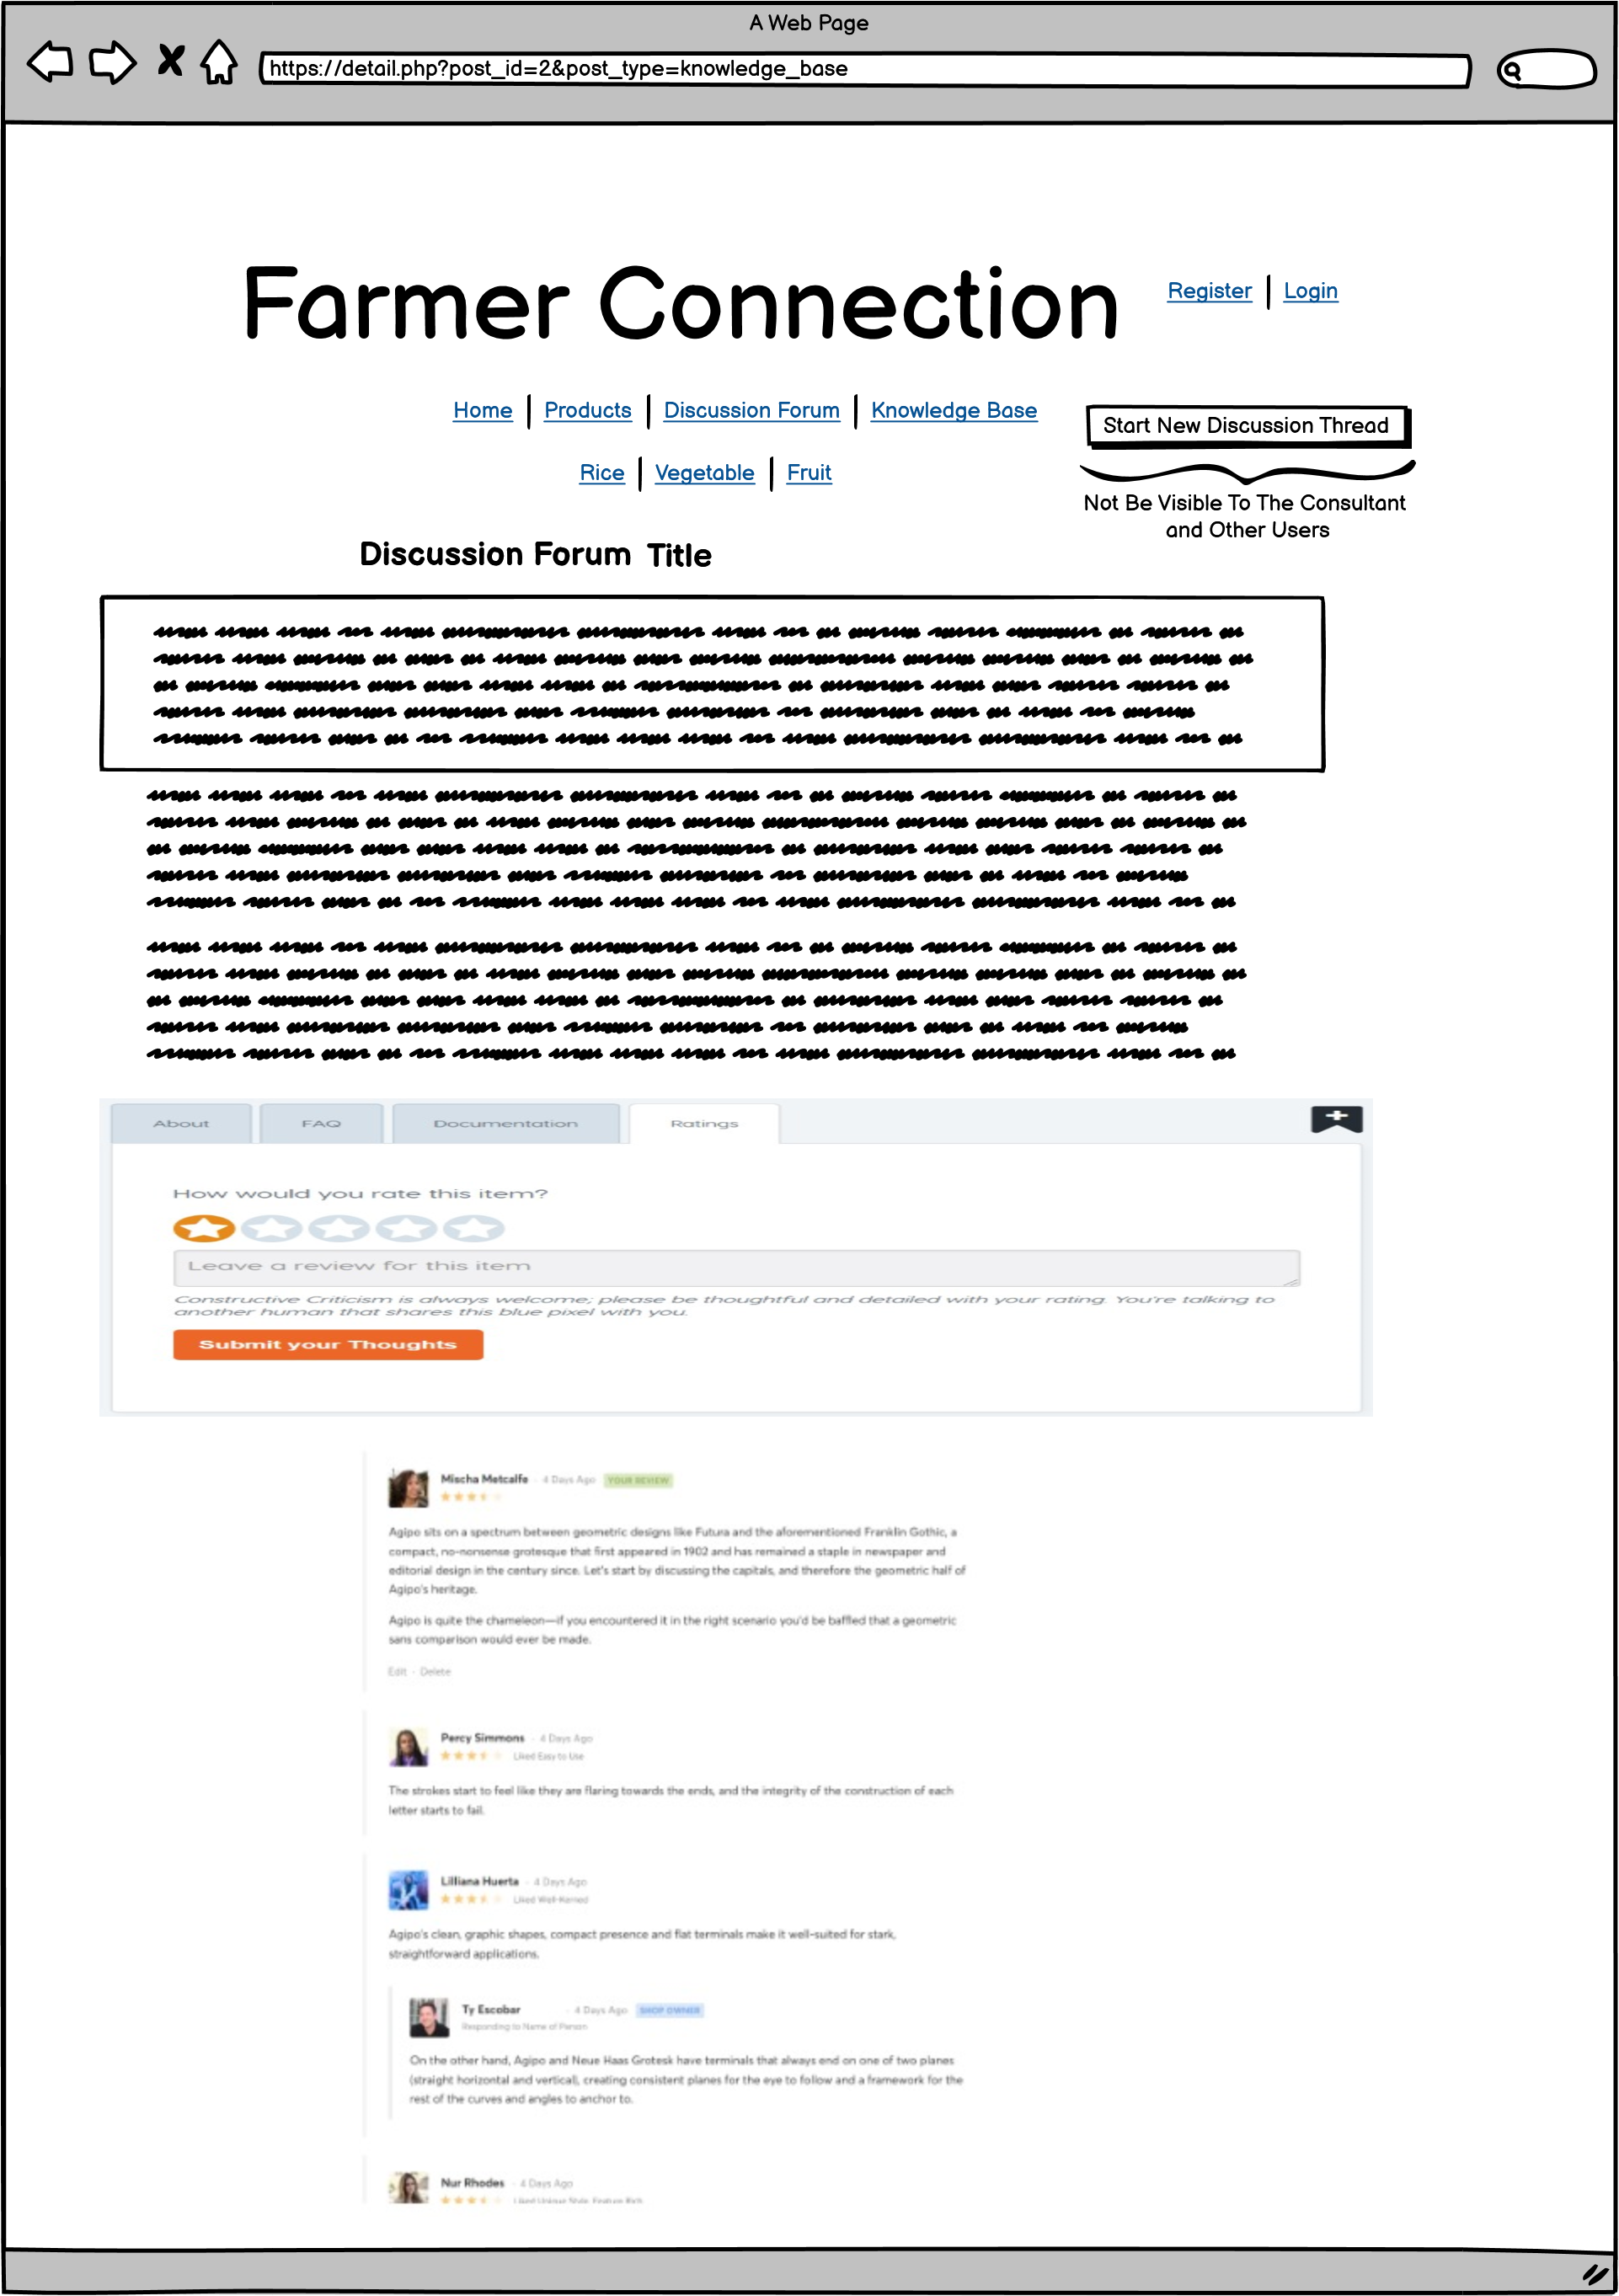 A Web Page
https://detail.php?post_id=2&post_type=knowledge_base
Farmer Connection
Register | Login
Home | Products | Discussion Forum | Knowledge Base
Start New Discussion Thread
Rice | Vegetable | Fruit
Not Be Visible To The Consultant
and Other Users
Discussion Forum Title
About FAQ Documentation Ratings
How would you rate this item?
Leave a review for this item
Constructive Criticism is always welcome; please be thoughtful and detailed with your rating. You're talking to
another human that shares this blue pixel with you.
Submit your Thoughts
Mischa Metcalfe · 4 Days Ago YOUR REVIEW
Agipo sits on a spectrum between geometric designs like Futura and the aforementioned Franklin Gothic, a
compact, no-nonsense grotesque that first appeared in 1902 and has remained a staple in newspaper and
editorial design in the century since. Let's start by discussing the capitals, and therefore the geometric half of
Agipo's heritage.
Agipo is quite the chameleon—if you encountered it in the right scenario you'd be baffled that a geometric
sans comparison would ever be made.
Edit · Delete
Percy Simmons · 4 Days Ago
Liked Easy to Use
The strokes start to feel like they are flaring towards the ends, and the integrity of the construction of each
letter starts to fail.
Lilliana Huerta · 4 Days Ago
Liked Well-Kerned
Agipo's clean, graphic shapes, compact presence and flat terminals make it well-suited for stark,
straightforward applications.
Ty Escobar · 4 Days Ago SHOP OWNER
Responding to Name of Person
On the other hand, Agipo and Neue Haas Grotesk have terminals that always end on one of two planes
(straight horizontal and vertical), creating consistent planes for the eye to follow and a framework for the
rest of the curves and angles to anchor to.
Nur Rhodes · 4 Days Ago
Liked Unique Style, Feature Rich